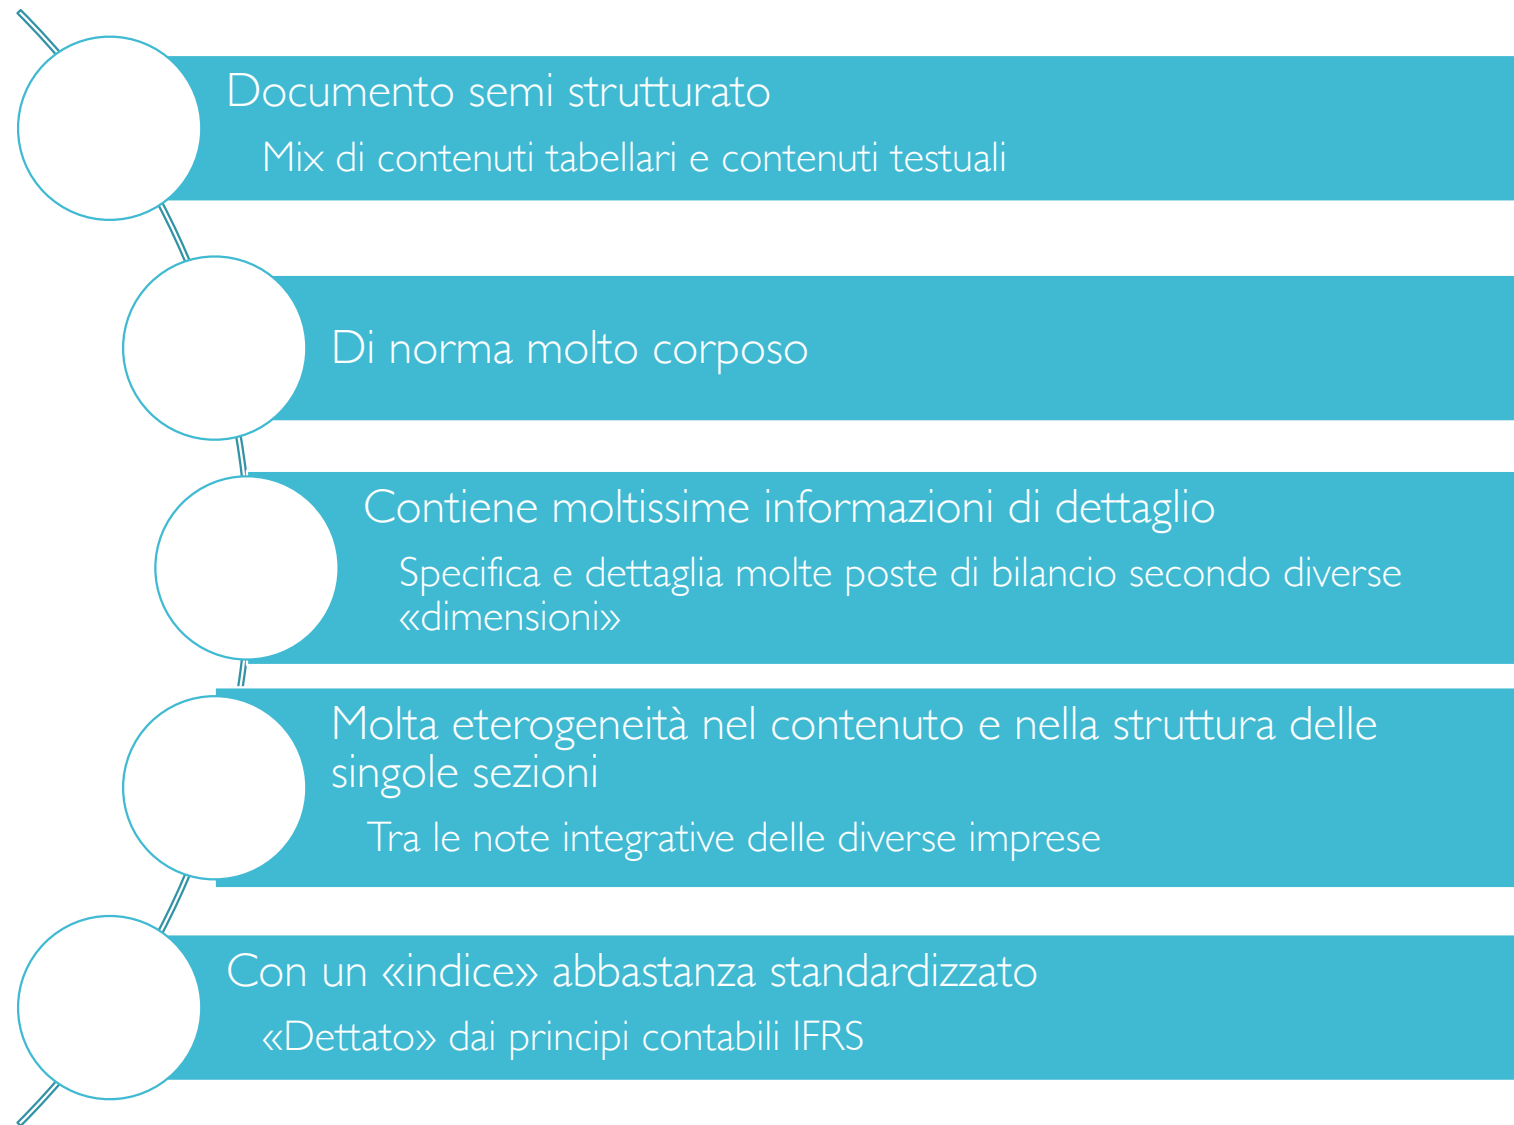 Documento semi strutturato
Mix di contenuti tabellari e contenuti testuali
Di norma molto corposo
Contiene moltissime informazioni di dettaglio
Specifica e dettaglia molte poste di bilancio secondo diverse
«dimensioni»
Molta eterogeneità nel contenuto e nella struttura delle
singole sezioni
Tra le note integrative delle diverse imprese
Con un «indice» abbastanza standardizzato
«Dettato» dai principi contabili IFRS